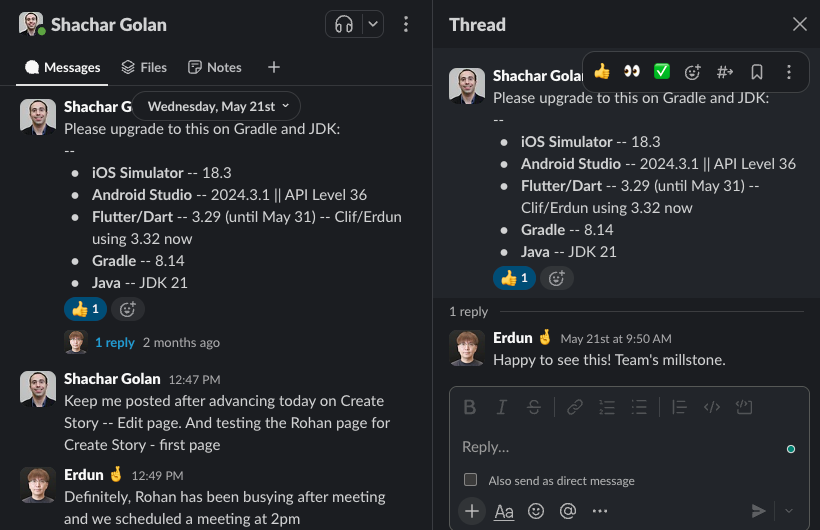 Shachar Golan
Messages
Files
Notes
Wednesday, May 21st
Shachar G
Please upgrade to this on Gradle and JDK:
--
• iOS Simulator -- 18.3
• Android Studio -- 2024.3.1 || API Level 36
• Flutter/Dart -- 3.29 (until May 31) -- Clif/Erdun
using 3.32 now
• Gradle -- 8.14
• Java -- JDK 21
👍 1
1 reply 2 months ago
Shachar Golan 12:47 PM
Keep me posted after advancing today on Create
Story -- Edit page. And testing the Rohan page for
Create Story - first page
Erdun 🤞 12:49 PM
Definitely, Rohan has been busying after meeting
and we scheduled a meeting at 2pm
Thread
Shachar Golan
Please upgrade to this on Gradle and JDK:
--
• iOS Simulator -- 18.3
• Android Studio -- 2024.3.1 || API Level 36
• Flutter/Dart -- 3.29 (until May 31) --
Clif/Erdun using 3.32 now
• Gradle -- 8.14
• Java -- JDK 21
👍 1
1 reply
Erdun 🤞 May 21st at 9:50 AM
Happy to see this! Team's millstone.
B I S
Reply...
Also send as direct message
Aa